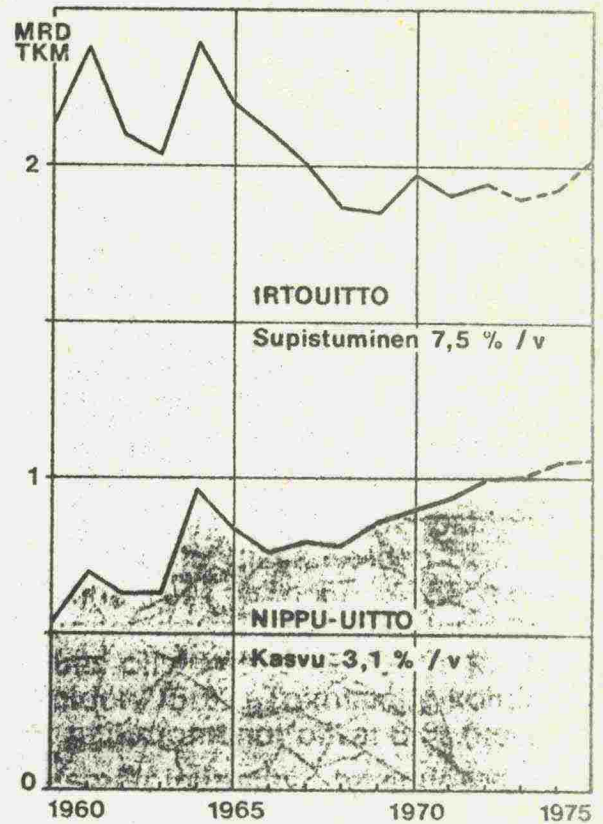 MRD
TKM
2
IRTOUITTO
Supistuminen 7,5 % / v
1
NIPPU-UITTO
Kasvu 3,1 % / v
0
1960 1965 1970 1975